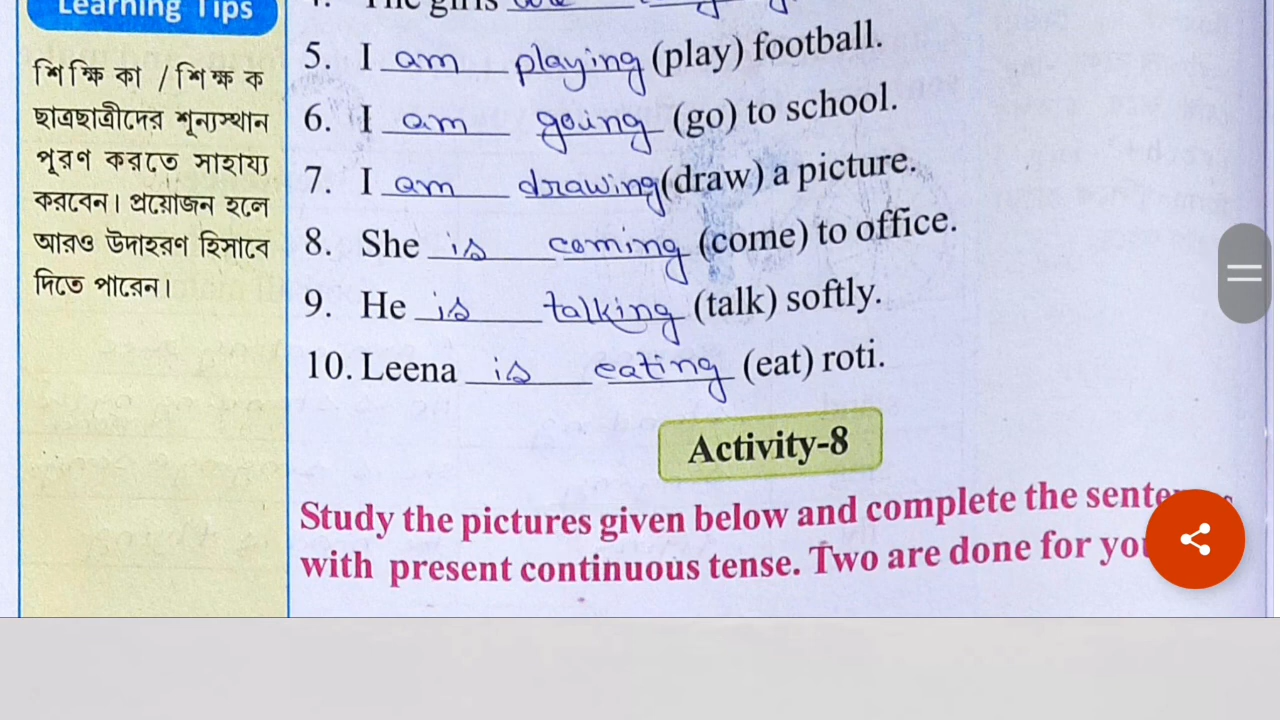 Learning Tips
শিক্ষিকা / শিক্ষক
ছাত্রছাত্রীদের শূন্যস্থান
পূরণ করতে সাহায্য
করবেন। প্রয়োজন হলে
আরও উদাহরণ হিসাবে
দিতে পারেন।
The girls are
5. I am playing (play) football.
6. I am going (go) to school.
7. I am drawing (draw) a picture.
8. She is coming (come) to office.
9. He is talking (talk) softly.
10. Leena is eating (eat) roti.
Activity-8
Study the pictures given below and complete the
with present continuous tense. Two are done for